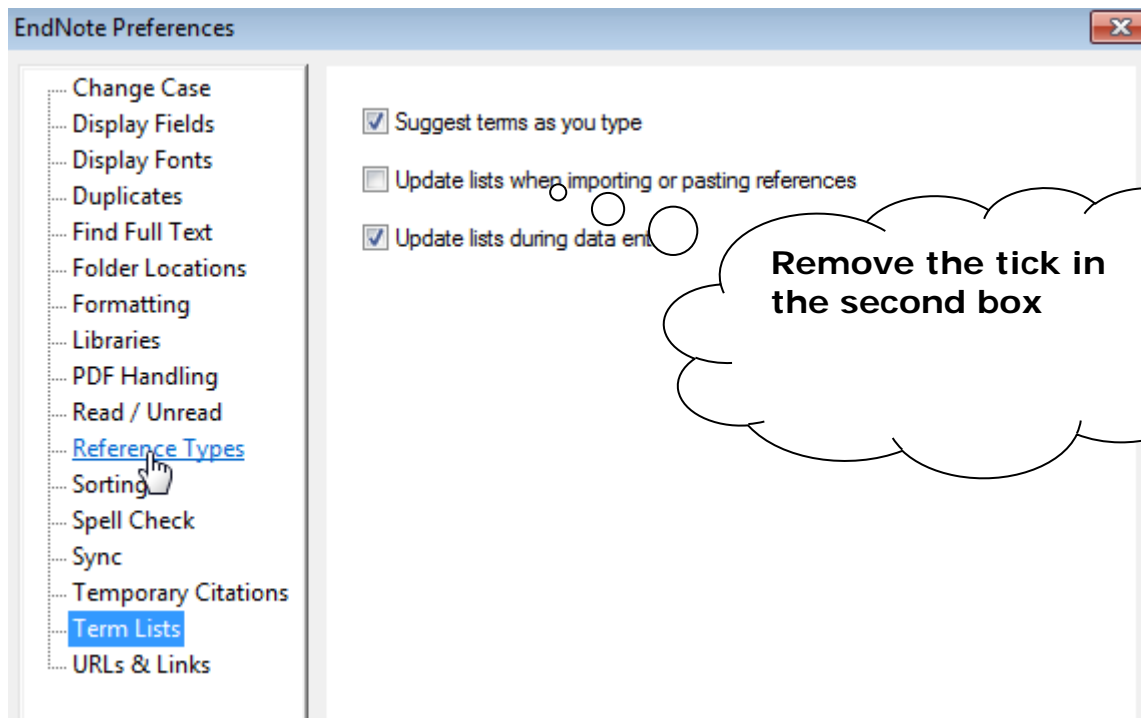 EndNote Preferences
Change Case
Display Fields
Display Fonts
Duplicates
Find Full Text
Folder Locations
Formatting
Libraries
PDF Handling
Read / Unread
Reference Types
Sorting
Spell Check
Sync
Temporary Citations
Term Lists
URLs & Links
Suggest terms as you type
Update lists when importing or pasting references
Update lists during data
Remove the tick in
the second box